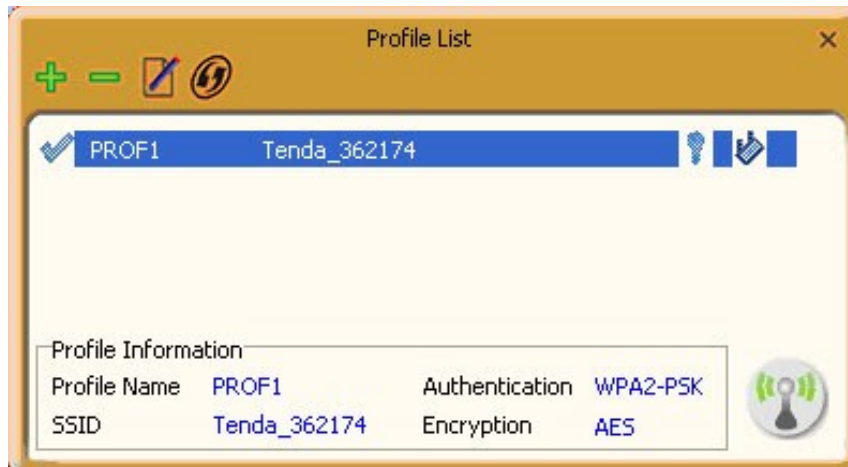 Profile List
PROF1 Tenda_362174
Profile Information
Profile Name PROF1 Authentication WPA2-PSK
SSID Tenda_362174 Encryption AES